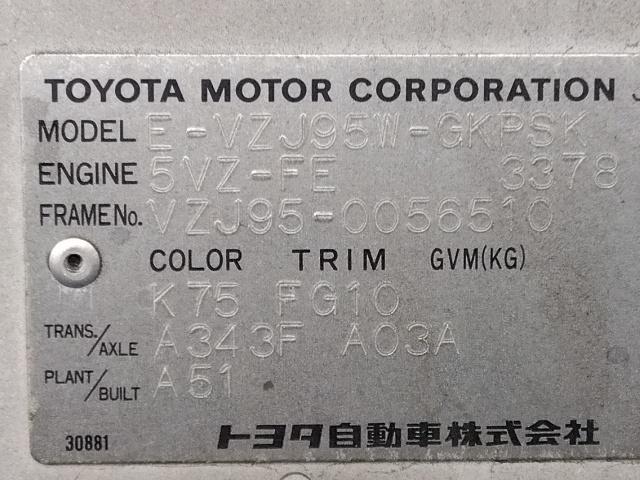 TOYOTA MOTOR CORPORATION
MODEL E-VZJ95W-GKPSK
ENGINE 5VZ-FE 3378
FRAME No. VZJ95-0056510
COLOR TRIM GVM(KG)
K75 FG10
TRANS./AXLE A343F A03A
PLANT/BUILT A51
30881 トヨタ自動車株式会社